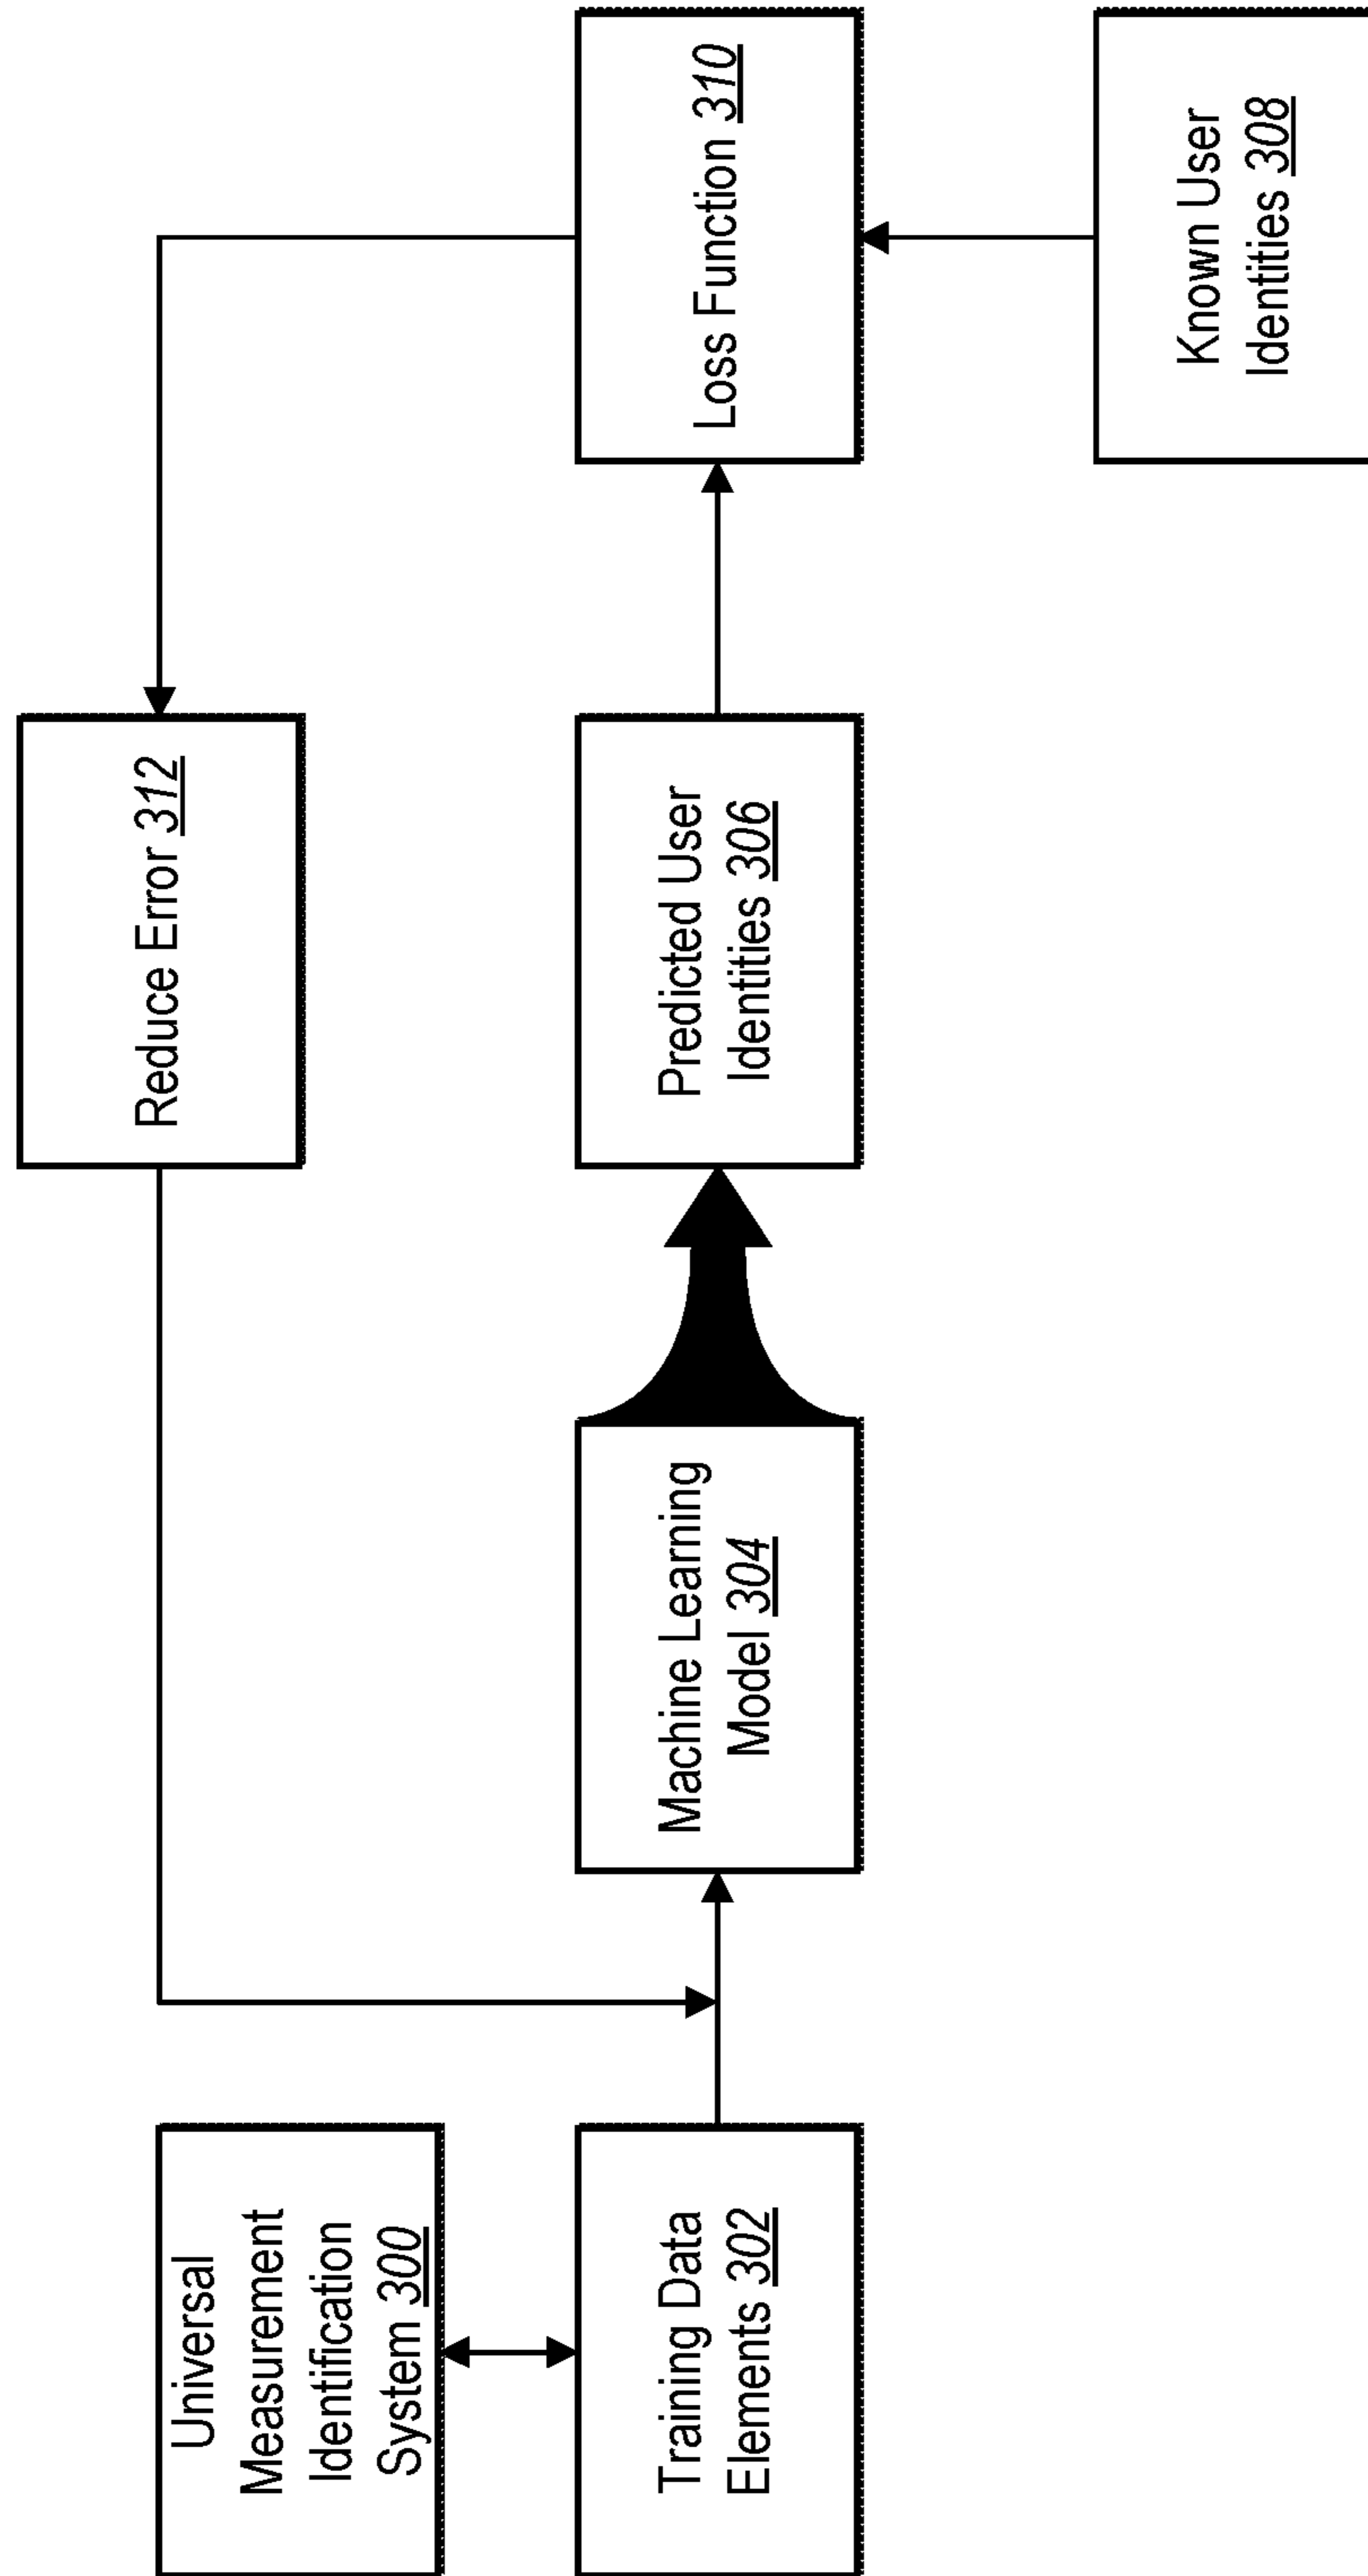 Universal
Measurement
Identification
System 300
Training Data
Elements 302
Machine Learning
Model 304
Reduce Error 312
Predicted User
Identities 306
Loss Function 310
Known User
Identities 308